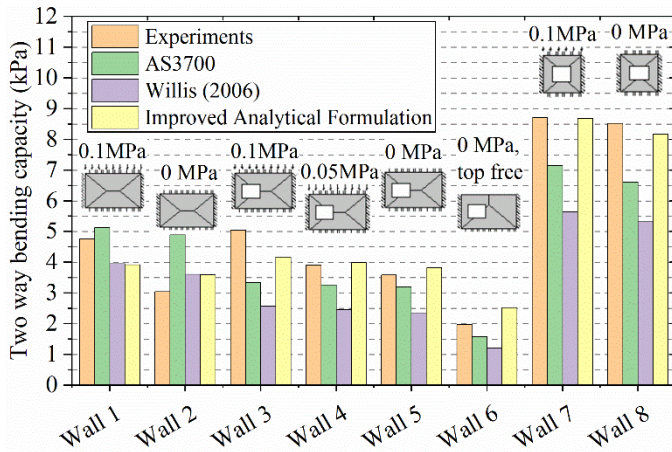 12
11
10
9
8
7
6
5
4
3
2
1
0
Two way bending capacity (kPa)
Experiments
AS3700
Willis (2006)
Improved Analytical Formulation
0.1MPa
0 MPa
0.1MPa
0.05MPa
0 MPa
0 MPa,
top free
0.1MPa
0 MPa
Wall 1
Wall 2
Wall 3
Wall 4
Wall 5
Wall 6
Wall 7
Wall 8